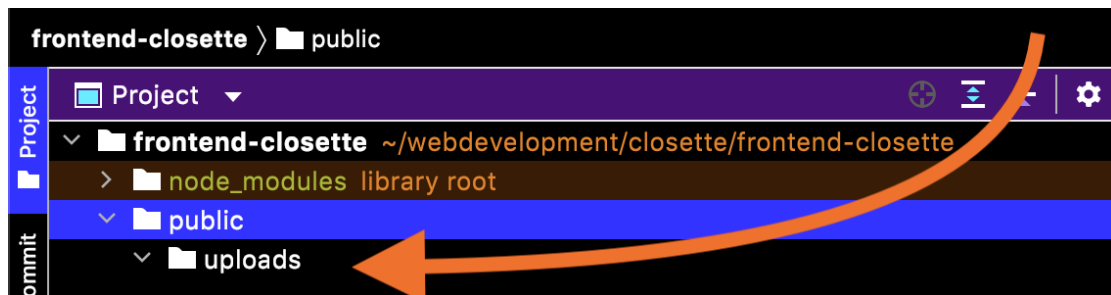 frontend-closette 〉 public
Project
Project
frontend-closette ~/webdevelopment/closette/frontend-closette
node_modules library root
public
uploads